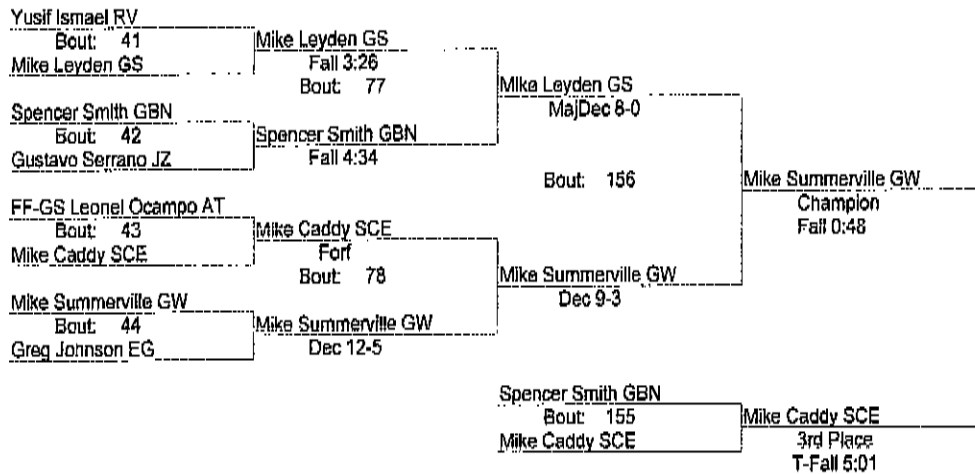 Yusif Ismael RV
Bout: 41
Mike Leyden GS
Mike Leyden GS
Fall 3:26
Bout: 77
Spencer Smith GBN
Bout: 42
Gustavo Serrano JZ
Spencer Smith GBN
Fall 4:34
Mike Leyden GS
MajDec 8-0
Bout: 156
FF-GS Leonel Ocampo AT
Bout: 43
Mike Caddy SCE
Mike Caddy SCE
Forf
Bout: 78
Mike Summerville GW
Bout: 44
Greg Johnson EG
Mike Summerville GW
Dec 12-5
Mike Summerville GW
Dec 9-3
Mike Summerville GW
Champion
Fall 0:48
Spencer Smith GBN
Bout: 155
Mike Caddy SCE
Mike Caddy SCE
3rd Place
T-Fall 5:01